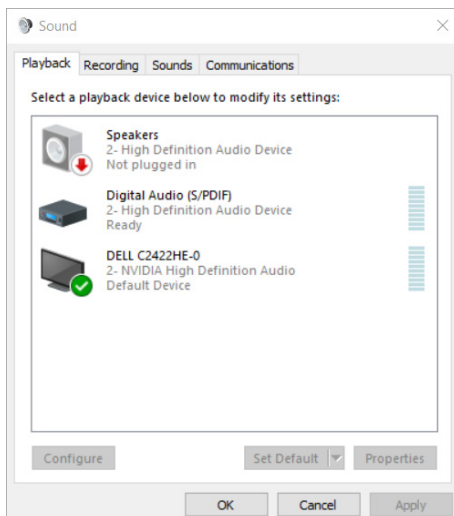 Sound
Playback Recording Sounds Communications
Select a playback device below to modify its settings:
Speakers
2- High Definition Audio Device
Not plugged in
Digital Audio (S/PDIF)
2- High Definition Audio Device
Ready
DELL C2422HE-0
2- NVIDIA High Definition Audio
Default Device
Configure Set Default Properties
OK Cancel Apply